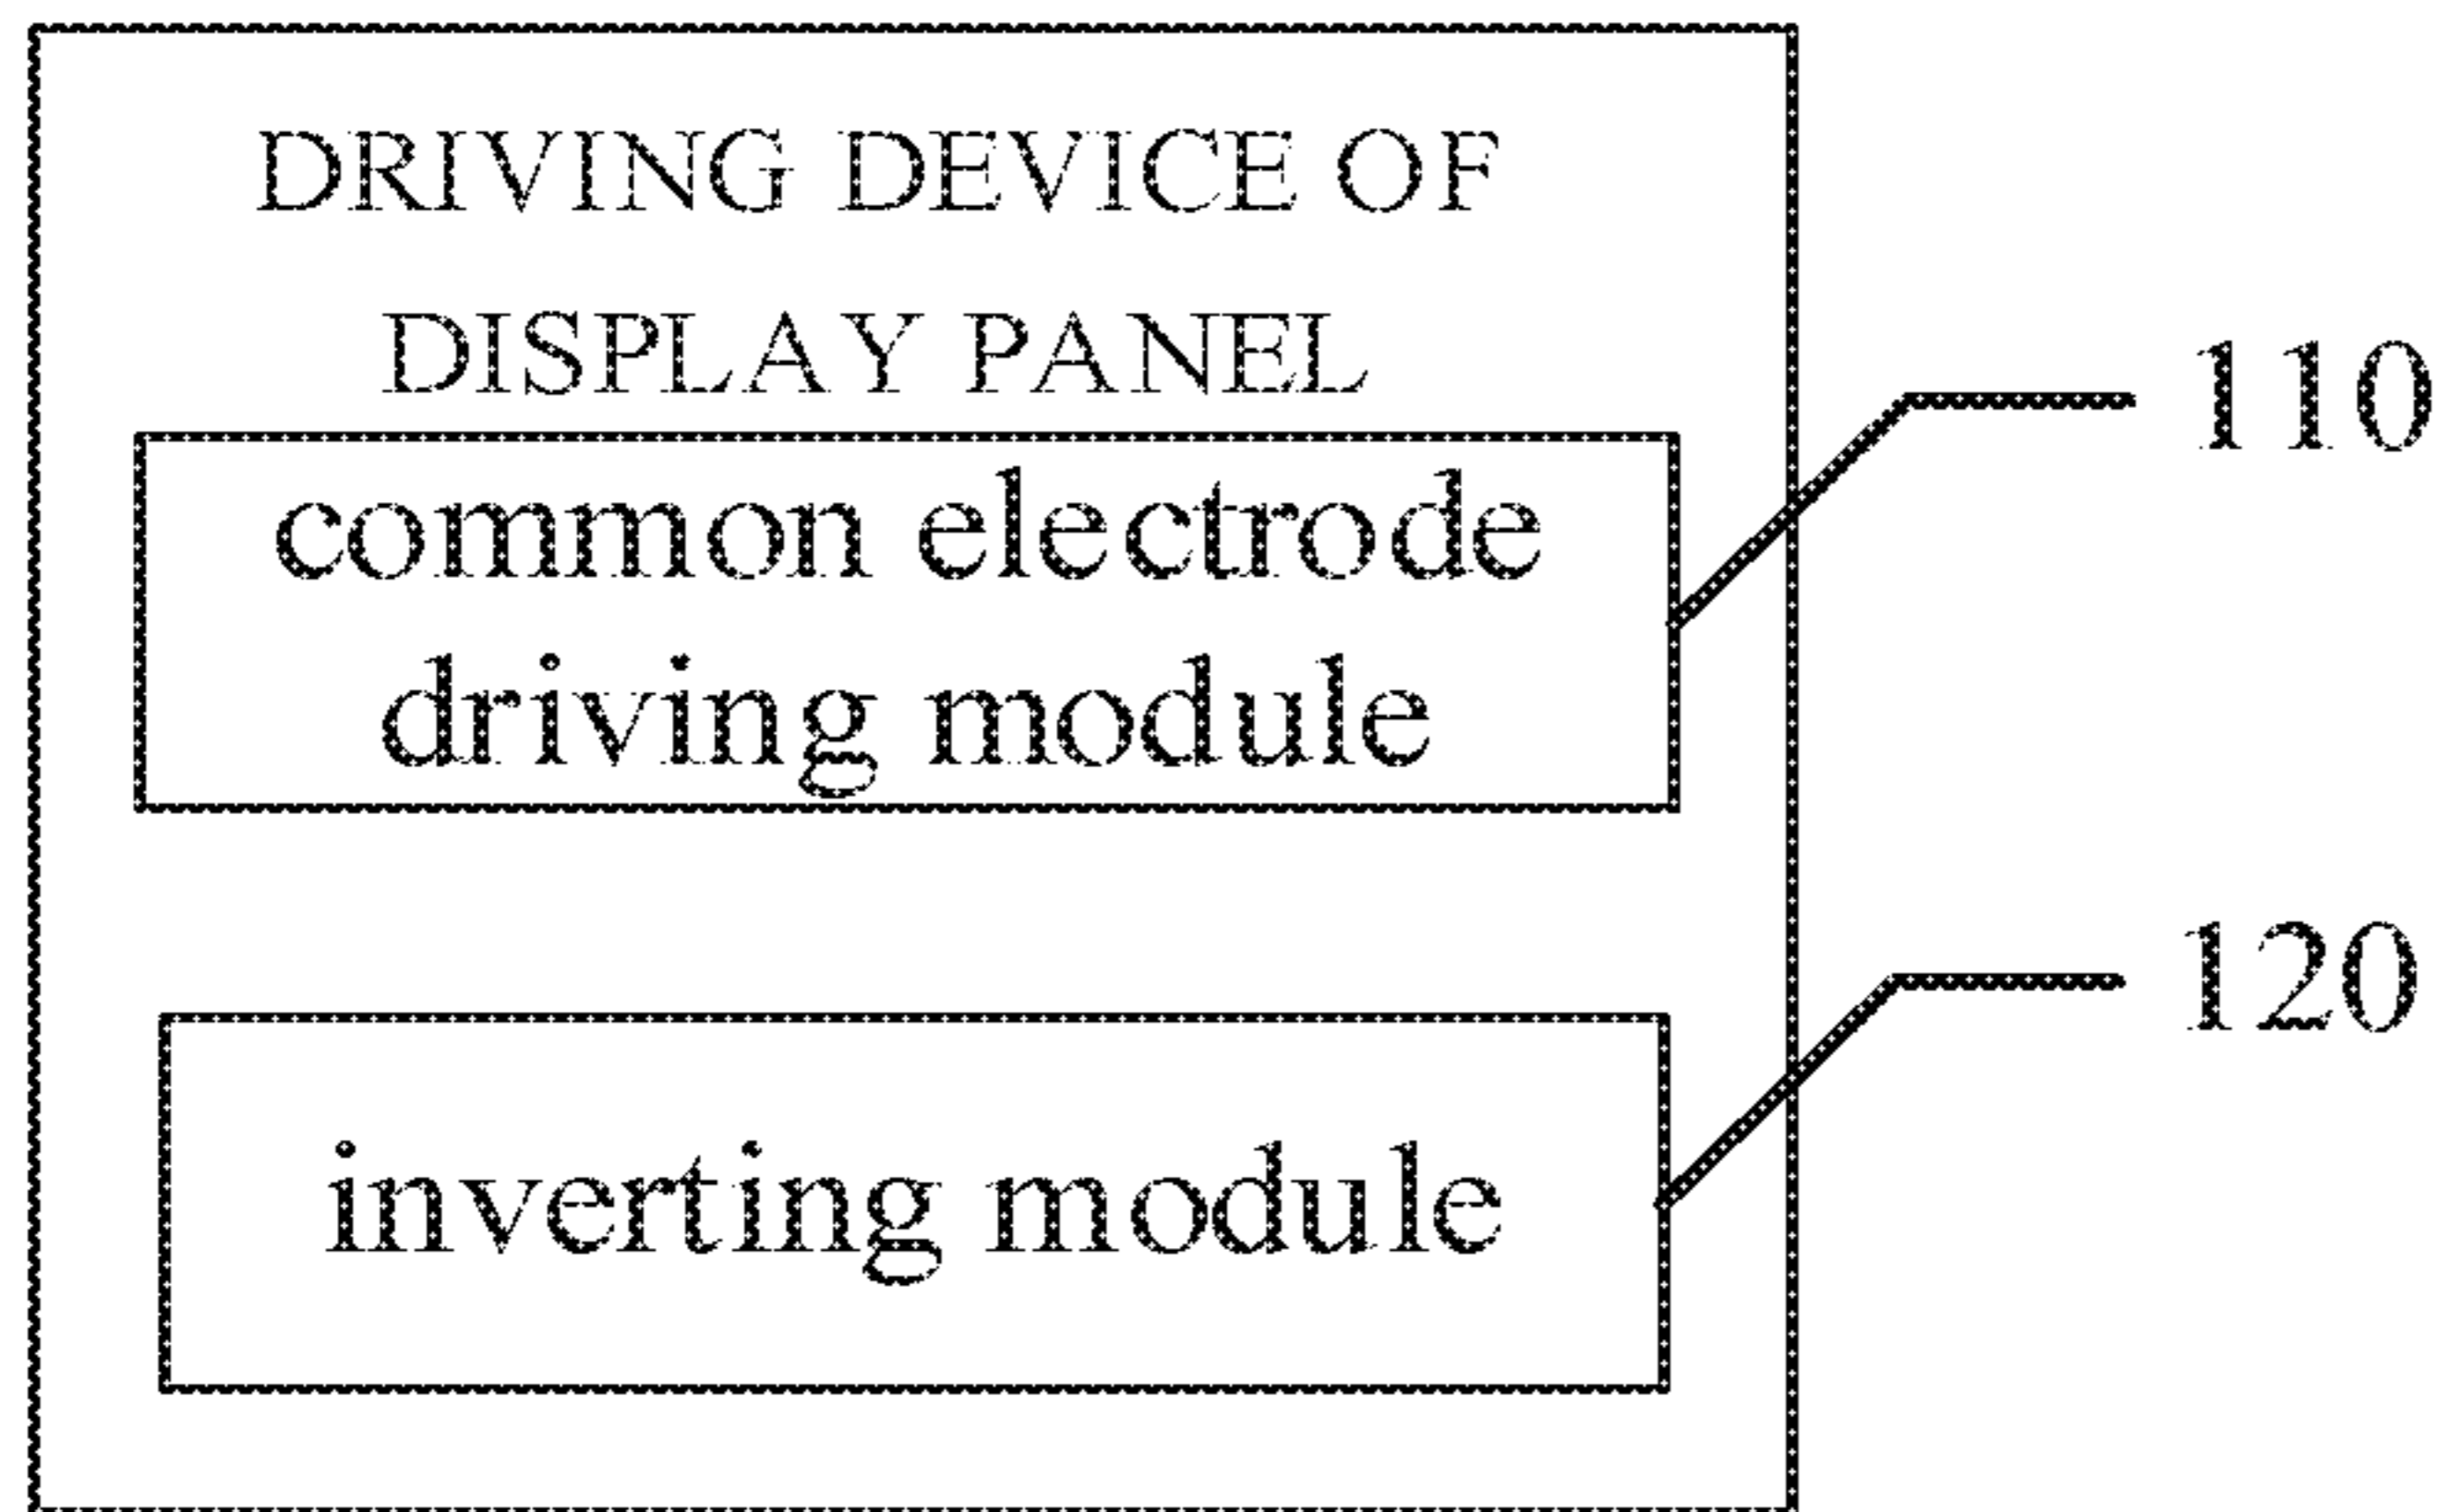 DRIVING DEVICE OF
DISPLAY PANEL
110
common electrode
driving module
120
inverting module